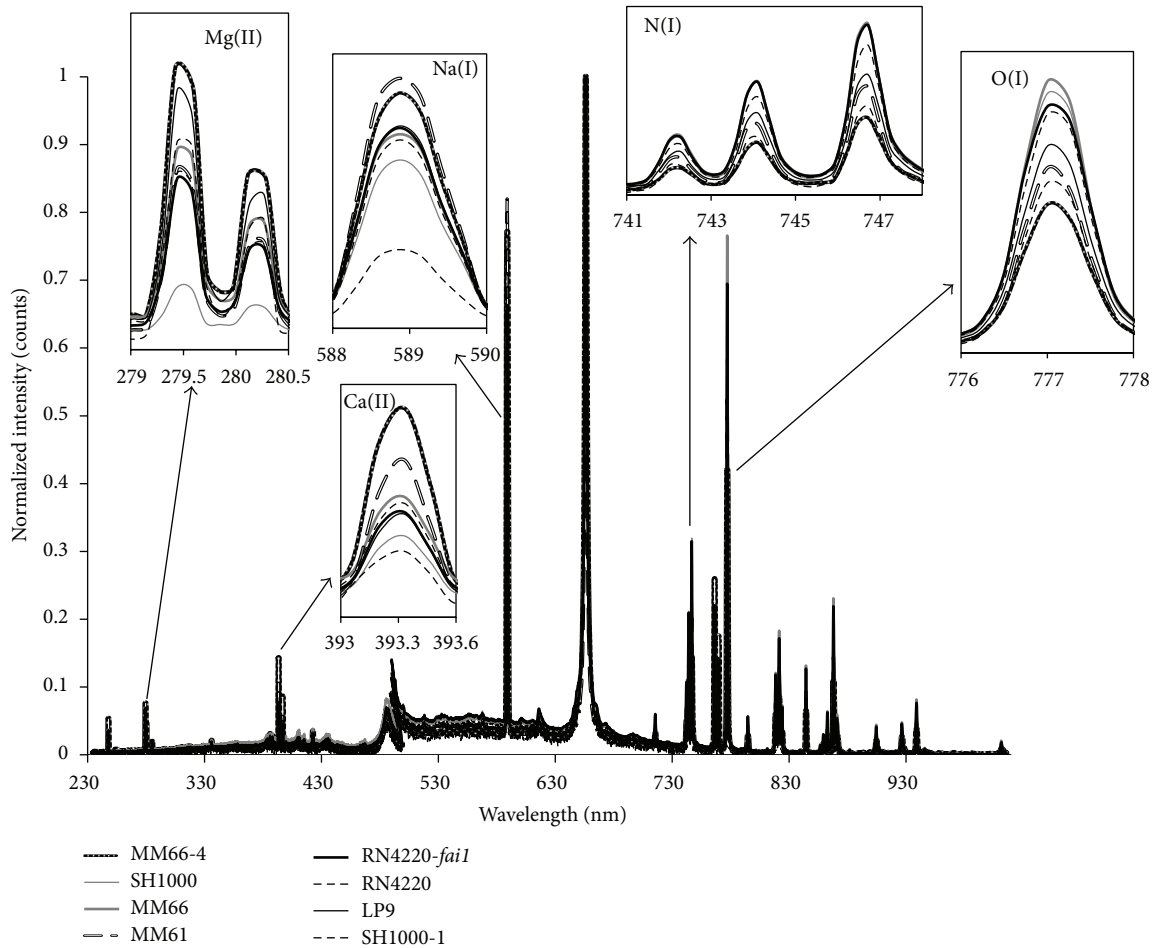 Mg(II)
279 279.5 280 280.5
Na(I)
588 589 590
N(I)
741 743 745 747
O(I)
776 777 778
Ca(II)
393 393.3 393.6
Normalized intensity (counts)
1
0.9
0.8
0.7
0.6
0.5
0.4
0.3
0.2
0.1
0
230 330 430 530 630 730 830 930
Wavelength (nm)
MM66-4
SH1000
MM66
MM61
RN4220-fai1
RN4220
LP9
SH1000-1